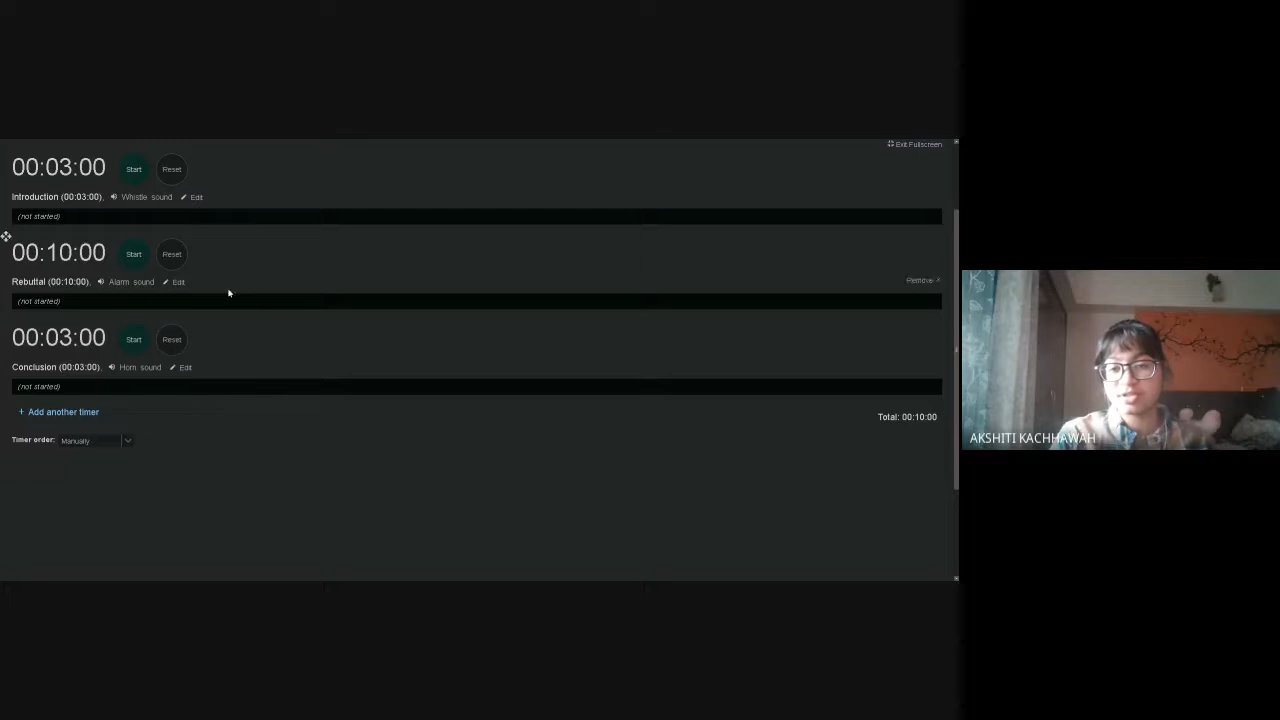 Exit Fullscreen
00:03:00 Start Reset
Introduction (00:03:00), Whistle sound Edit
(not started)
00:10:00 Start Reset
Rebuttal (00:10:00), Alarm sound Edit Remove
(not started)
00:03:00 Start Reset
Conclusion (00:03:00), Horn sound Edit
(not started)
+ Add another timer Total: 00:10:00
Timer order: Manually
AKSHITI KACHHAWAH